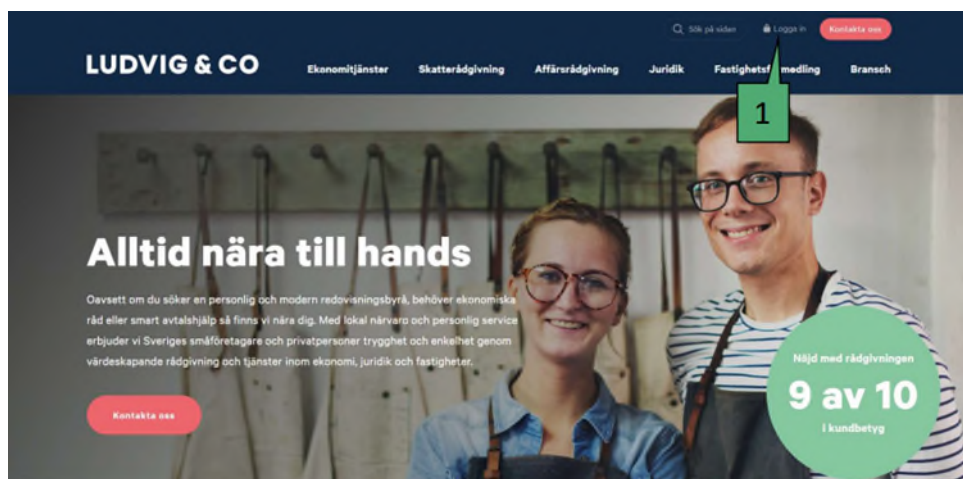 Sök på siden
Logga in
Kontakta oss
LUDVIG & CO
Ekonomitjänster
Skatterådgivning
Affärsrådgivning
Juridik
Fastighetsförmedling
Bransch
1
Alltid nära till hands
Oavsett om du söker en personlig och modern redovisningsbyrå, behöver ekonomiska
råd eller smart avtalshjälp så finns vi nära dig. Med lokal närvaro och personlig service
erbjuder vi Sveriges småföretagare och privatpersoner trygghet och enkelhet genom
värdeskapande rådgivning och tjänster inom ekonomi, juridik och fastigheter.
Kontakta oss
Nöjd med rådgivningen
9 av 10
i kundbetyg